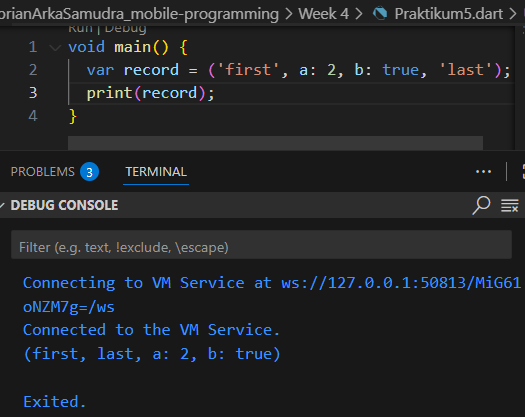 orianArkaSamudra_mobile-programming > Week 4 > Praktikum5.dart >
Run | Debug
1 void main() {
2 var record = ('first', a: 2, b: true, 'last');
3 print(record);
4 }
PROBLEMS 3 TERMINAL ...
DEBUG CONSOLE
Filter (e.g. text, !exclude, \escape)
Connecting to VM Service at ws://127.0.0.1:50813/MiG61
oNZM7g=/ws
Connected to the VM Service.
(first, last, a: 2, b: true)
Exited.